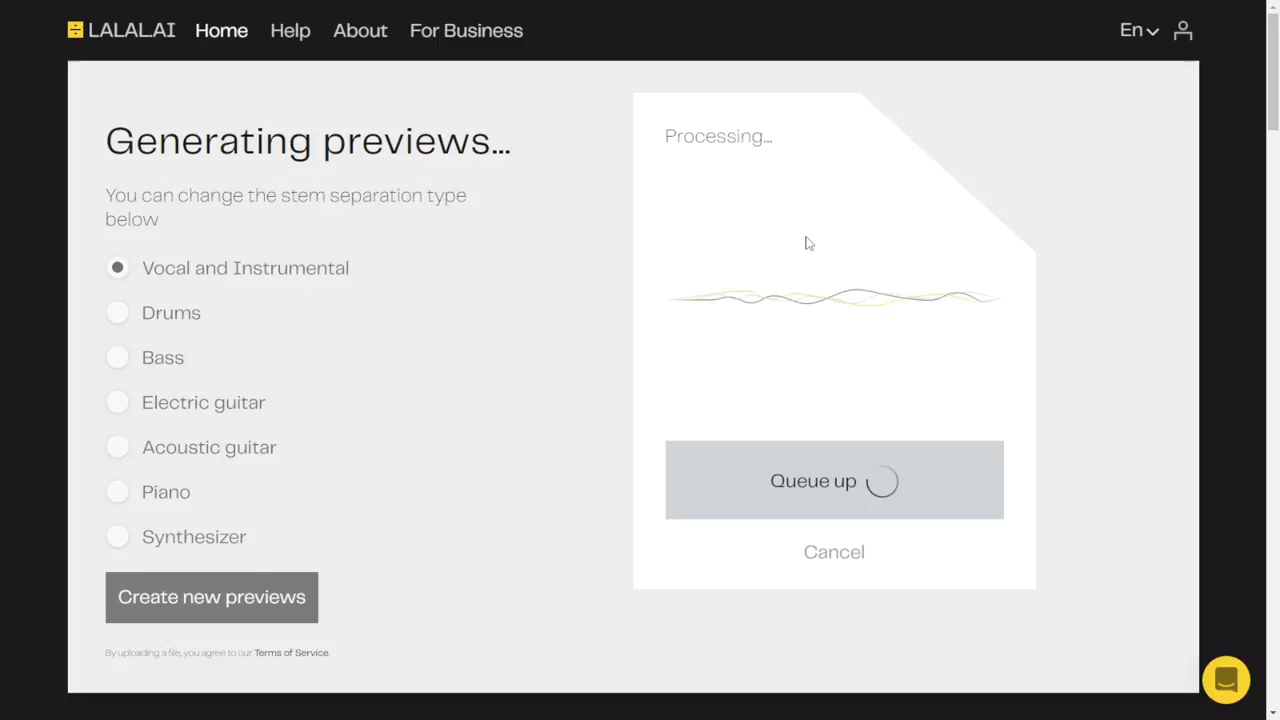 LALAL.AI Home Help About For Business En
Generating previews...
You can change the stem separation type
below
Vocal and Instrumental
Drums
Bass
Electric guitar
Acoustic guitar
Piano
Synthesizer
Create new previews
By uploading a file, you agree to our Terms of Service.
Processing...
Queue up
Cancel